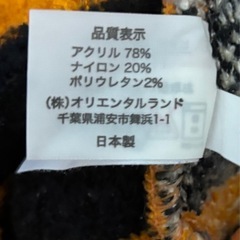 品質表示
アクリル 78%
ナイロン 20%
ポリウレタン2%
(株)オリエンタルランド
千葉県浦安市舞浜1-1
日本製